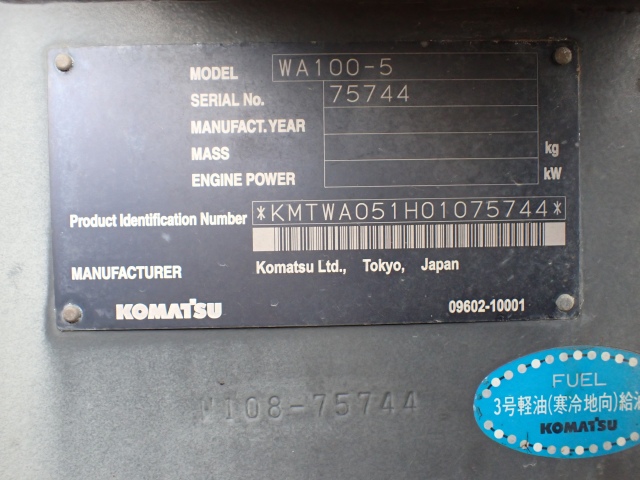 MODEL WA100-5
SERIAL No. 75744
MANUFACT.YEAR
MASS kg
ENGINE POWER kW
Product Identification Number *KMTWA051H01075744*
MANUFACTURER Komatsu Ltd., Tokyo, Japan
KOMATSU 09602-10001
108-75744
FUEL
3号軽油(寒冷地向)給油
KOMATSU